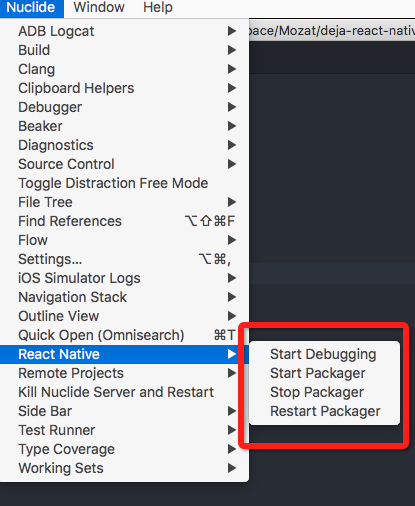 Nuclide Window Help
pace/Mozat/deja-react-nativ
ADB Logcat
Build
Clang
Clipboard Helpers
Debugger
Beaker
Diagnostics
Source Control
Toggle Distraction Free Mode
File Tree
Find References ⌥⇧⌘F
Flow
Settings... ⌥⌘,
iOS Simulator Logs
Navigation Stack
Outline View
Quick Open (Omnisearch) ⌘T
React Native
Start Debugging
Start Packager
Stop Packager
Restart Packager
Remote Projects
Kill Nuclide Server and Restart
Side Bar
Test Runner
Type Coverage
Working Sets